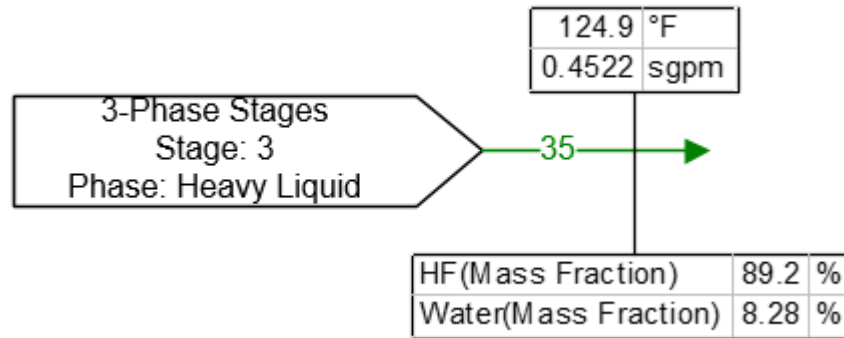 124.9 °F
0.4522 sgpm
3-Phase Stages
Stage: 3
Phase: Heavy Liquid
35
HF(Mass Fraction) 89.2 %
Water(Mass Fraction) 8.28 %